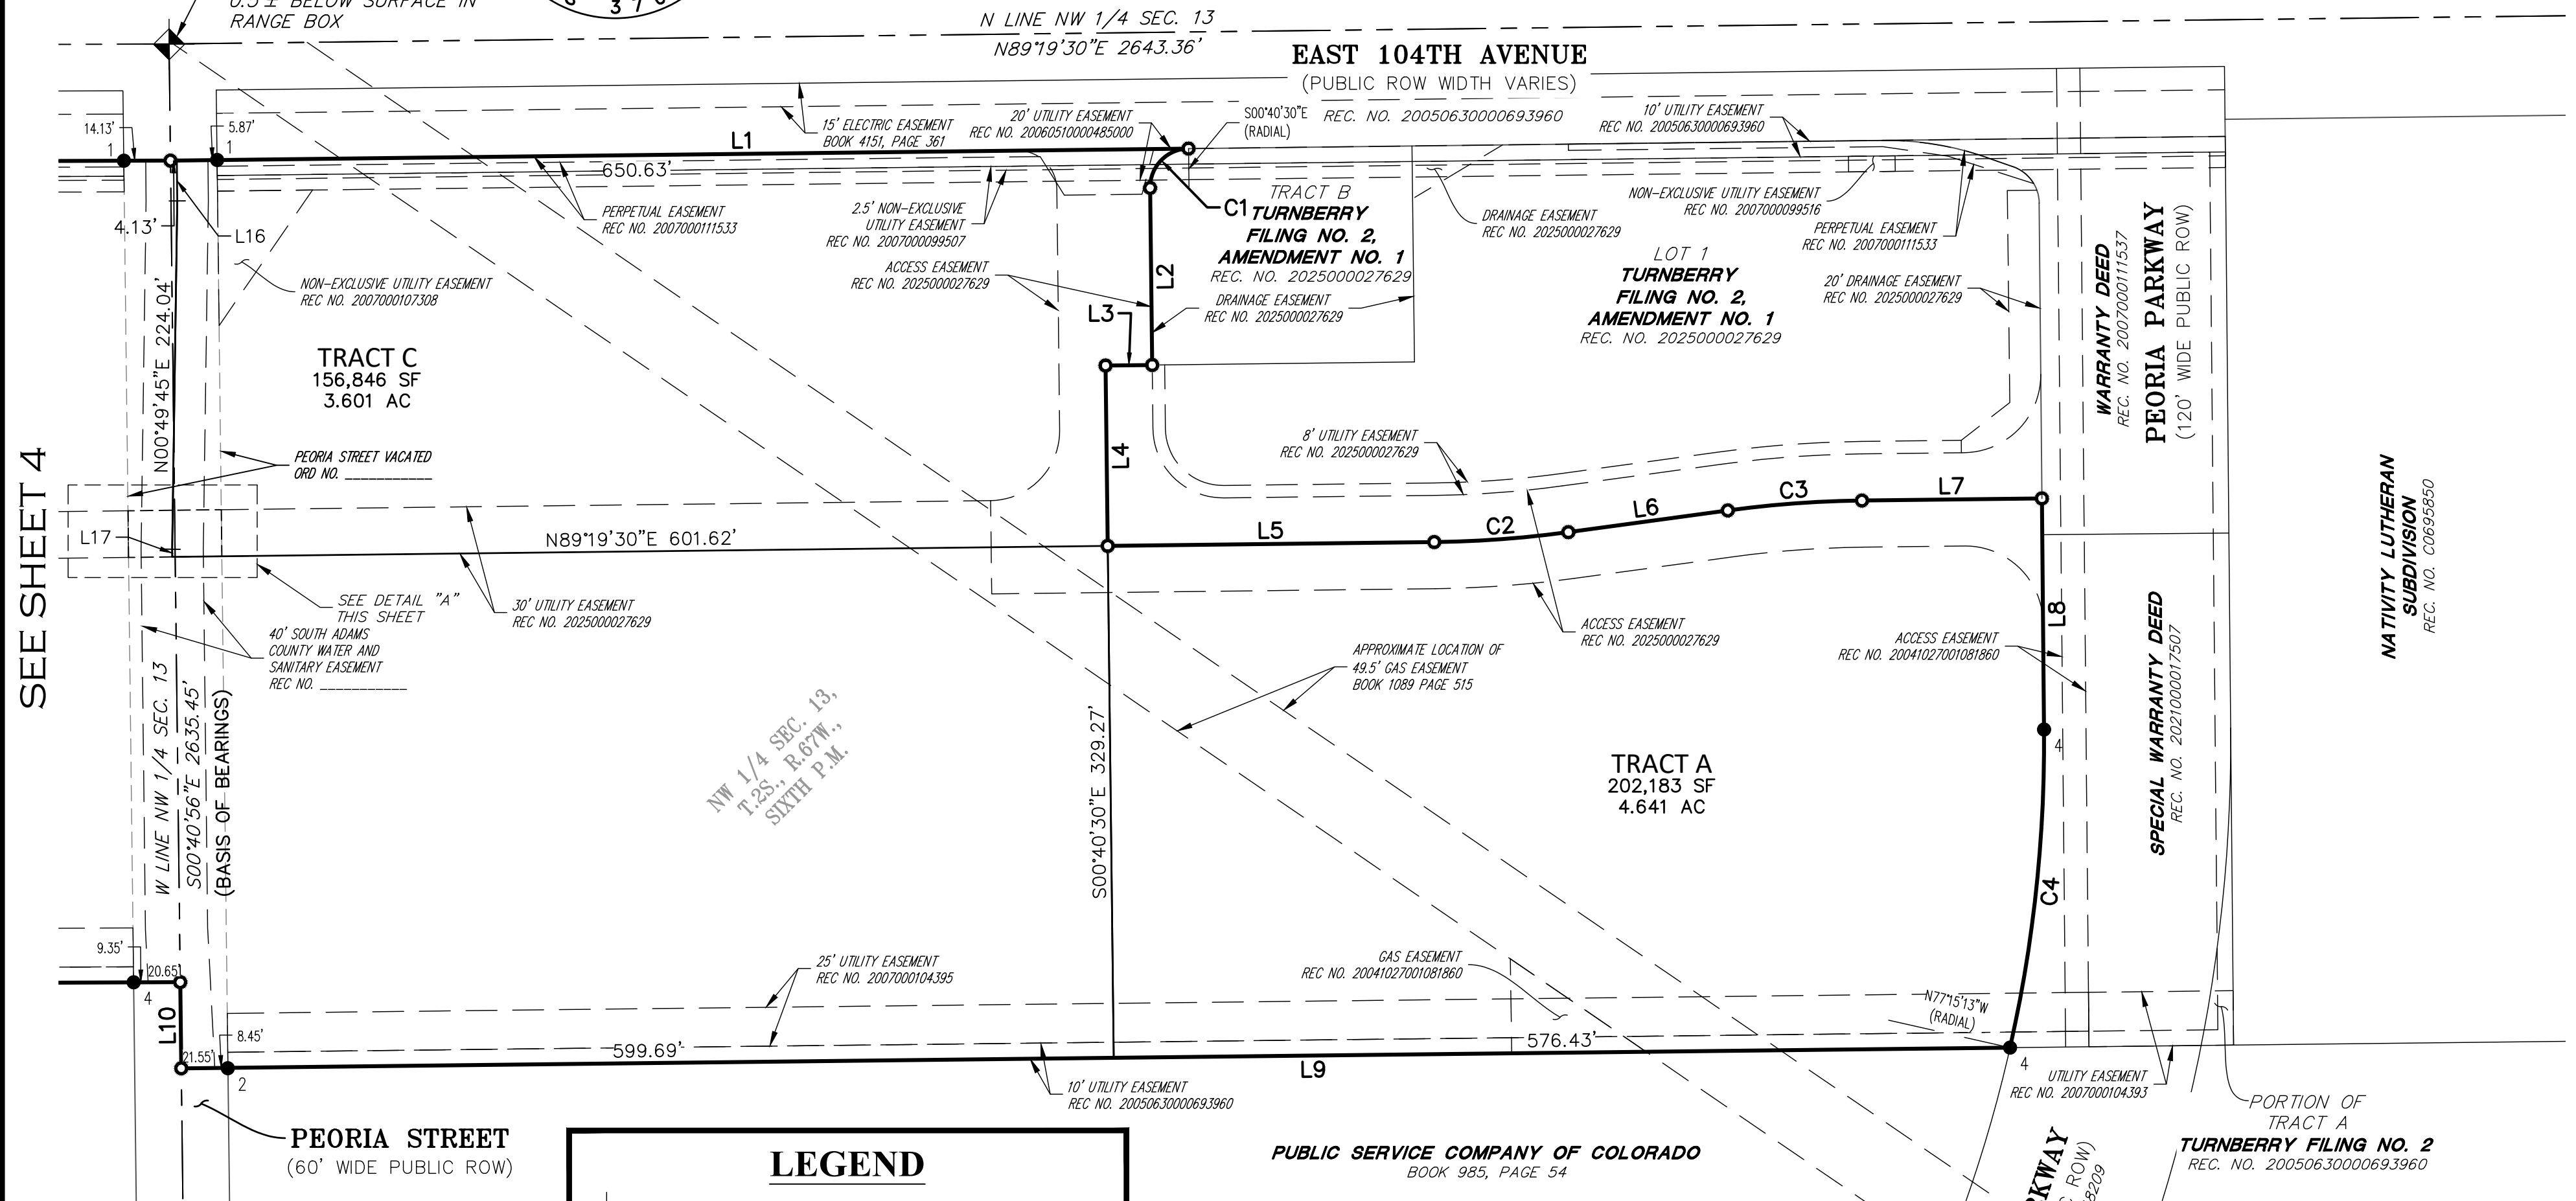 0.5'± BELOW SURFACE IN
RANGE BOX
N LINE NW 1/4 SEC. 13
N89°19'30"E 2643.36'
EAST 104TH AVENUE
(PUBLIC ROW WIDTH VARIES)
REC. NO. 20050630000693960
14.13'
1
5.87'
1
L1
650.63'
15' ELECTRIC EASEMENT
BOOK 4151, PAGE 361
20' UTILITY EASEMENT
REC NO. 20060510000485000
S00°40'30"E
(RADIAL)
10' UTILITY EASEMENT
REC NO. 20050630000693960
4.13'
L16
NON-EXCLUSIVE UTILITY EASEMENT
REC NO. 2007000107308
PERPETUAL EASEMENT
REC NO. 2007000111533
2.5' NON-EXCLUSIVE
UTILITY EASEMENT
REC NO. 2007000099507
ACCESS EASEMENT
REC NO. 2025000027629
C1
L2
L3
TRACT B
TURNBERRY
FILING NO. 2,
AMENDMENT NO. 1
REC. NO. 2025000027629
DRAINAGE EASEMENT
REC NO. 2025000027629
DRAINAGE EASEMENT
REC NO. 2025000027629
NON-EXCLUSIVE UTILITY EASEMENT
REC NO. 2007000099516
PERPETUAL EASEMENT
REC NO. 2007000111533
LOT 1
TURNBERRY
FILING NO. 2,
AMENDMENT NO. 1
REC. NO. 2025000027629
20' DRAINAGE EASEMENT
REC NO. 2025000027629
WARRANTY DEED
REC. NO. 2007000111537
PEORIA PARKWAY
(120' WIDE PUBLIC ROW)
N00°49'45"E 224.04'
TRACT C
156,846 SF
3.601 AC
PEORIA STREET VACATED
ORD NO. ____________
SEE SHEET 4
L17
L4
8' UTILITY EASEMENT
REC NO. 2025000027629
N89°19'30"E 601.62'
L5
C2
L6
C3
L7
SEE DETAIL "A"
THIS SHEET
30' UTILITY EASEMENT
REC NO. 2025000027629
40' SOUTH ADAMS
COUNTY WATER AND
SANITARY EASEMENT
REC NO. ____________
ACCESS EASEMENT
REC NO. 2025000027629
ACCESS EASEMENT
REC NO. 20041027001081860
L8
4
SPECIAL WARRANTY DEED
REC. NO. 2021000017507
NATIVITY LUTHERAN
SUBDIVISION
REC. NO. C0695850
APPROXIMATE LOCATION OF
49.5' GAS EASEMENT
BOOK 1089 PAGE 515
W LINE NW 1/4 SEC. 13
S00°40'56"E 2635.45'
(BASIS OF BEARINGS)
NW 1/4 SEC. 13,
T.2S., R.67W.,
SIXTH P.M.
S00°40'30"E 329.27'
TRACT A
202,183 SF
4.641 AC
C4
9.35'
20.65'
4
L10
21.55'
8.45'
2
25' UTILITY EASEMENT
REC NO. 2007000104395
GAS EASEMENT
REC NO. 20041027001081860
N77°15'13"W
(RADIAL)
599.69'
576.43'
L9
4
10' UTILITY EASEMENT
REC NO. 20050630000693960
UTILITY EASEMENT
REC NO. 2007000104393
PORTION OF
TRACT A
TURNBERRY FILING NO. 2
REC. NO. 20050630000693960
PEORIA STREET
(60' WIDE PUBLIC ROW)
LEGEND
PUBLIC SERVICE COMPANY OF COLORADO
BOOK 985, PAGE 54